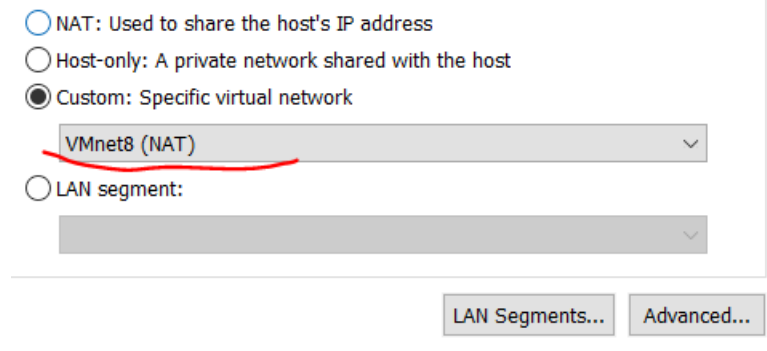 NAT: Used to share the host's IP address
Host-only: A private network shared with the host
Custom: Specific virtual network
VMnet8 (NAT)
LAN segment:
LAN Segments... Advanced...